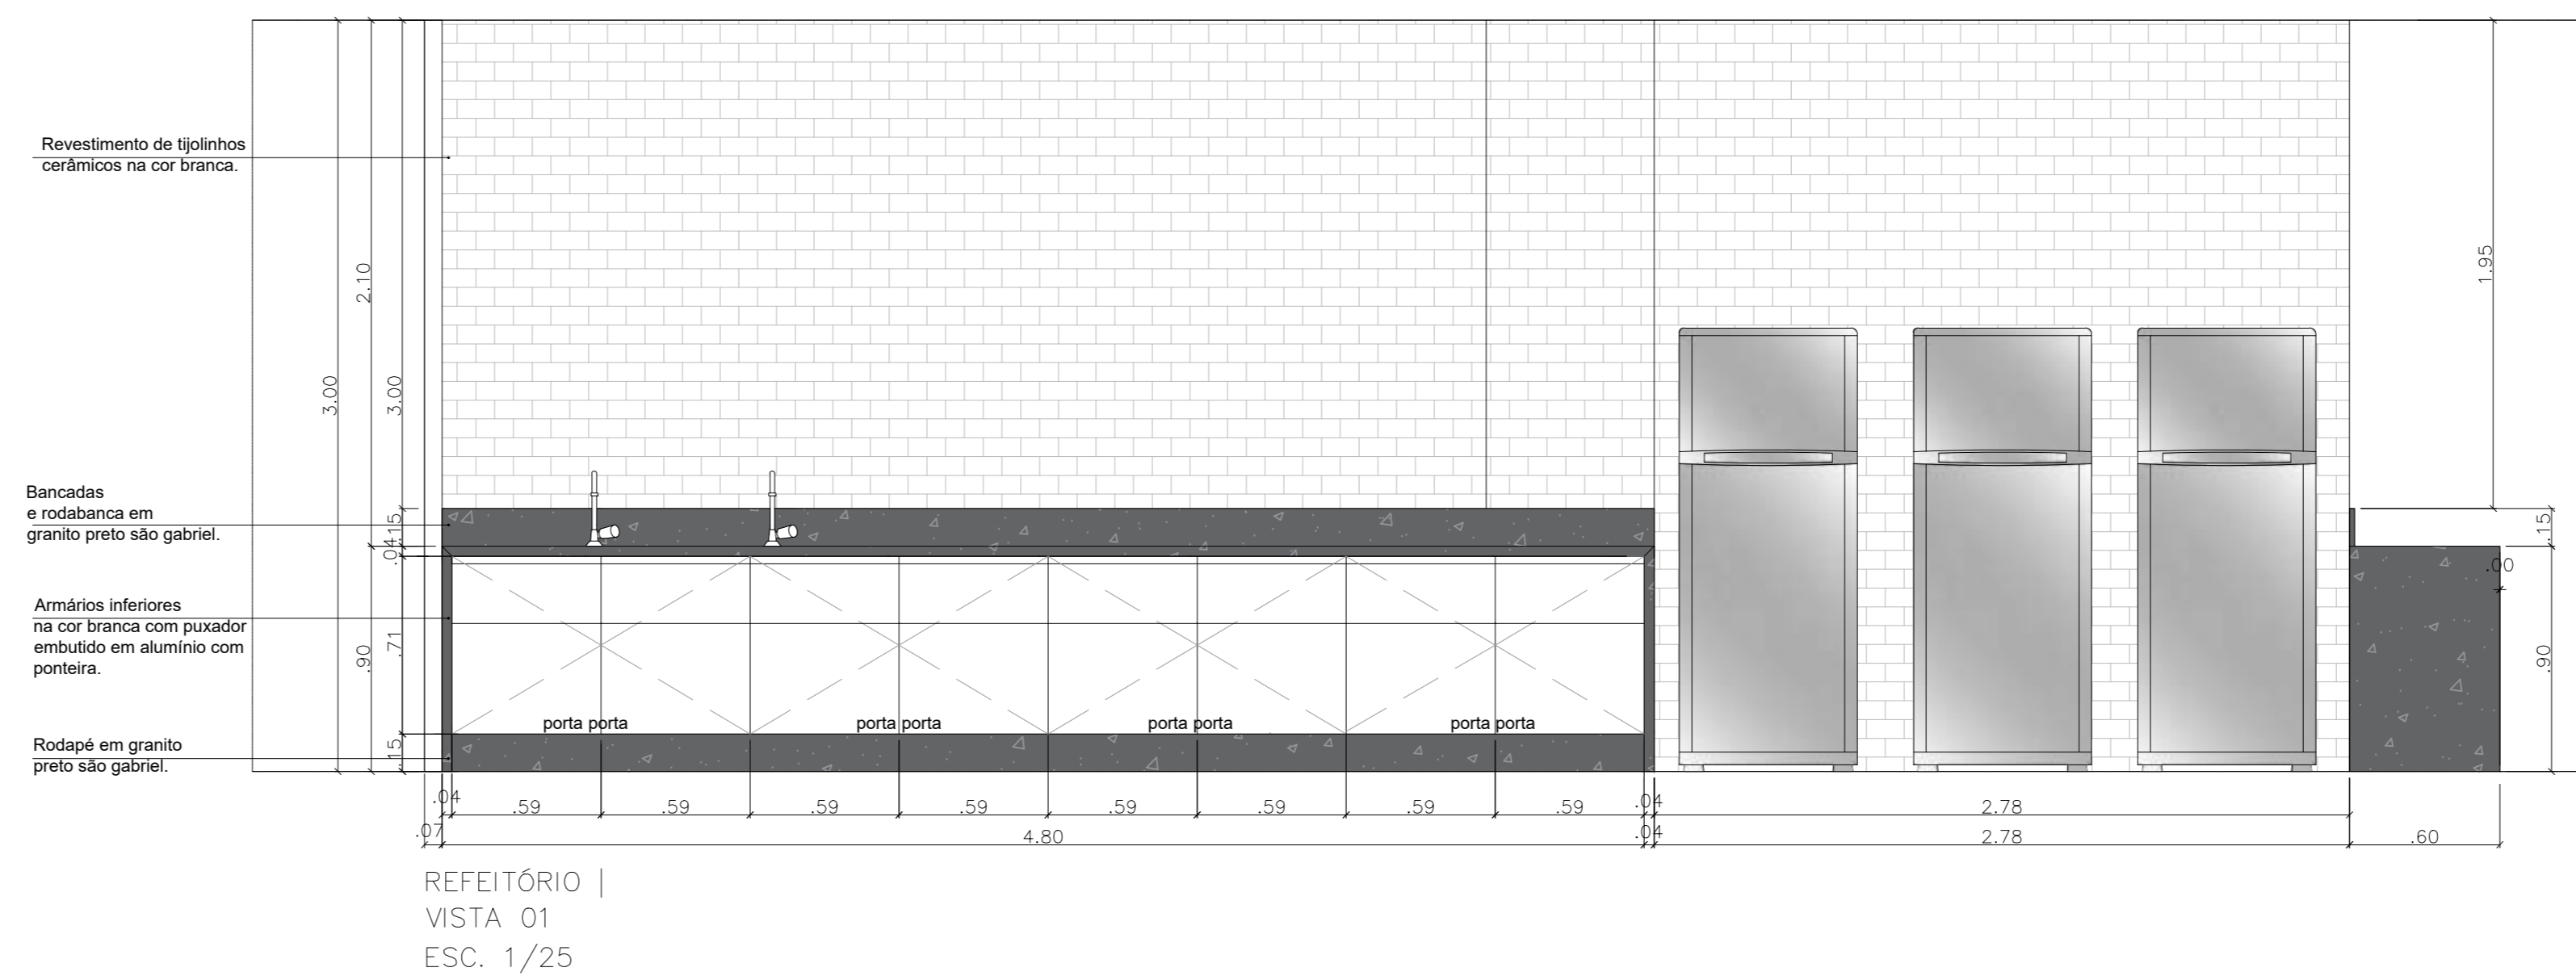 Revestimento de tijolinhos
cerâmicos na cor branca.
Bancadas
e rodabanca em
granito preto são gabriel.
Armários inferiores
na cor branca com puxador
embutido em alumínio com
ponteira.
Rodapé em granito
preto são gabriel.
3.00
2.10
.90
3.00
.15
.04
.71
.15
porta porta
porta porta
porta porta
porta porta
1.95
.15
.00
.90
.04 .59 .59 .59 .59 .59 .59 .59 .59 .04 2.78
.07 4.80 .04 2.78 .60
REFEITÓRIO |
VISTA 01
ESC. 1/25